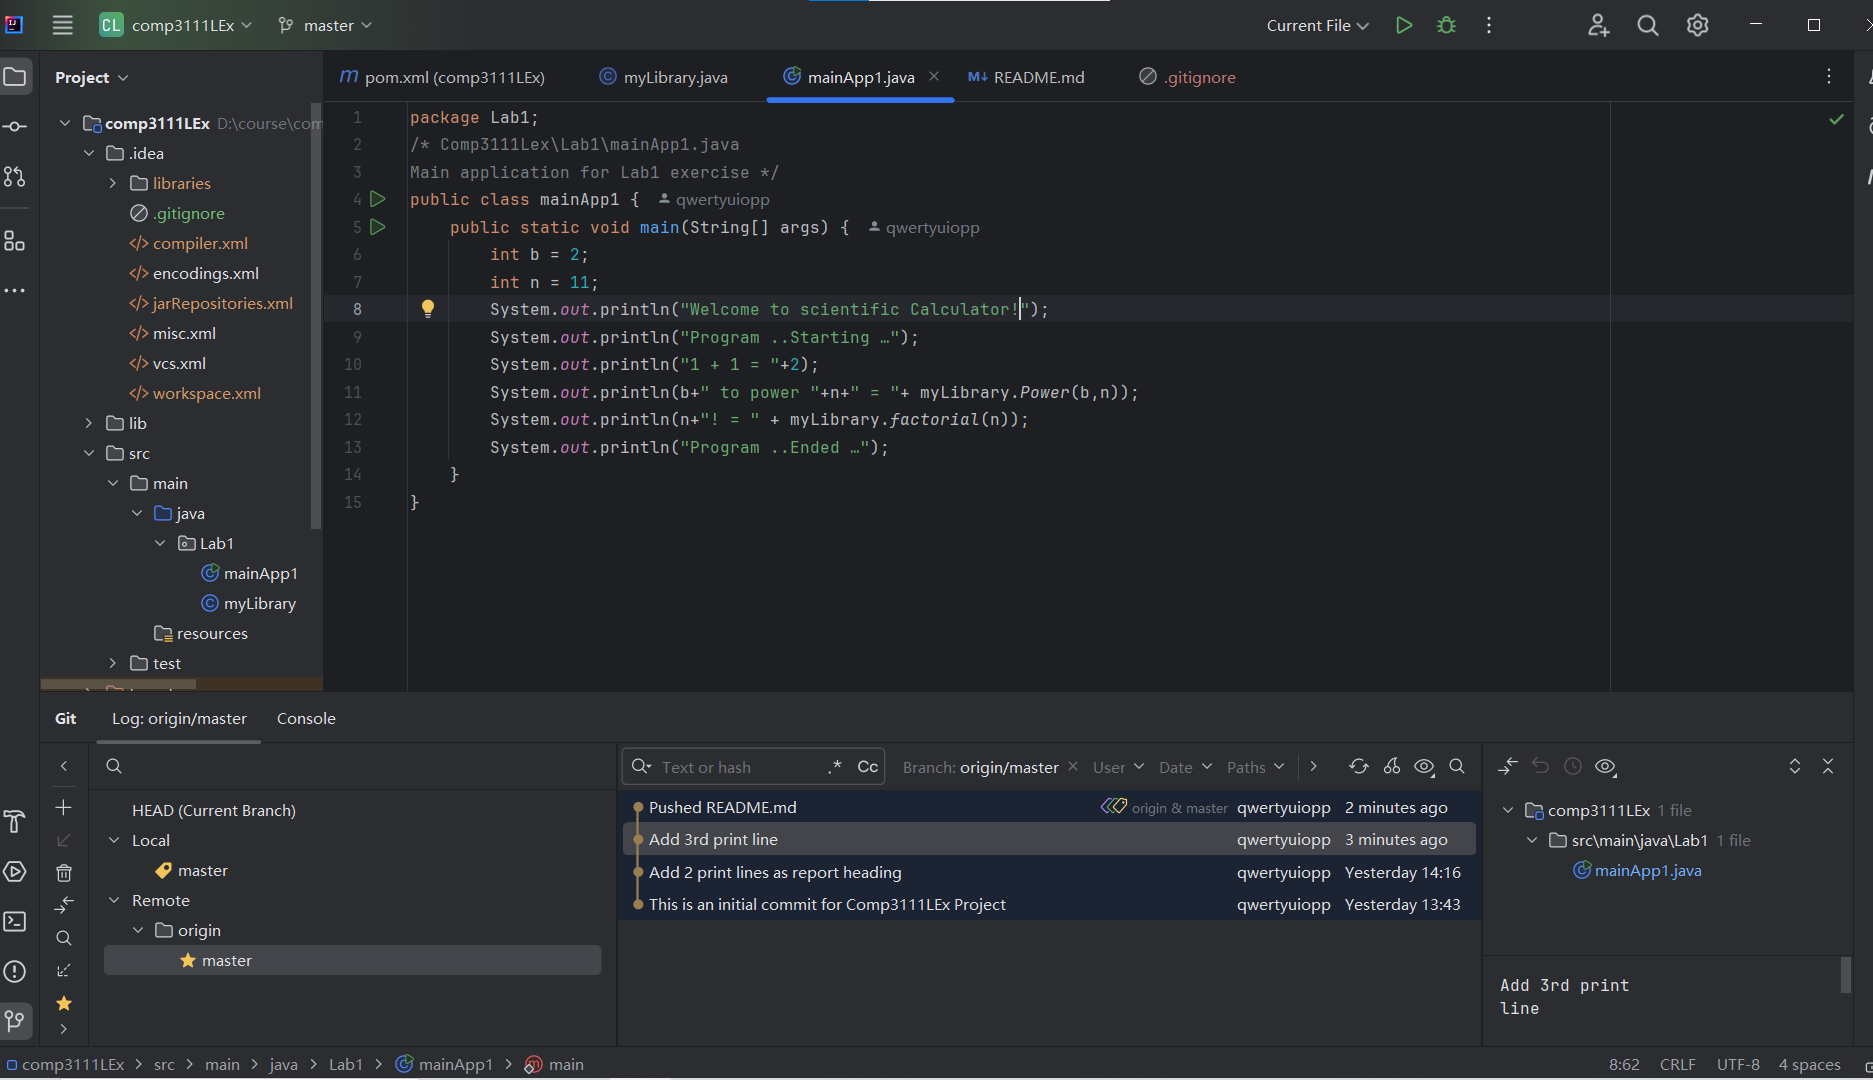 CL comp3111LEx master Current File
Project
pom.xml (comp3111LEx) myLibrary.java mainApp1.java README.md .gitignore
comp3111LEx D:\course\com
.idea
libraries
.gitignore
compiler.xml
encodings.xml
jarRepositories.xml
misc.xml
vcs.xml
workspace.xml
lib
src
main
java
Lab1
mainApp1
myLibrary
resources
test
1 package Lab1;
2 /* Comp3111Lex\Lab1\mainApp1.java
3 Main application for Lab1 exercise */
4 public class mainApp1 { qwertyuiopp
5 public static void main(String[] args) { qwertyuiopp
6 int b = 2;
7 int n = 11;
8 System.out.println("Welcome to scientific Calculator!");
9 System.out.println("Program ..Starting …");
10 System.out.println("1 + 1 = "+2);
11 System.out.println(b+" to power "+n+" = "+ myLibrary.Power(b,n));
12 System.out.println(n+"! = " + myLibrary.factorial(n));
13 System.out.println("Program ..Ended …");
14 }
15 }
Git Log: origin/master Console
HEAD (Current Branch)
Local
master
Remote
origin
master
Text or hash .* Cc Branch: origin/master User Date Paths
Pushed README.md origin & master qwertyuiopp 2 minutes ago
Add 3rd print line qwertyuiopp 3 minutes ago
Add 2 print lines as report heading qwertyuiopp Yesterday 14:16
This is an initial commit for Comp3111LEx Project qwertyuiopp Yesterday 13:43
comp3111LEx 1 file
src\main\java\Lab1 1 file
mainApp1.java
Add 3rd print
line
comp3111LEx > src > main > java > Lab1 > mainApp1 > main 8:62 CRLF UTF-8 4 spaces